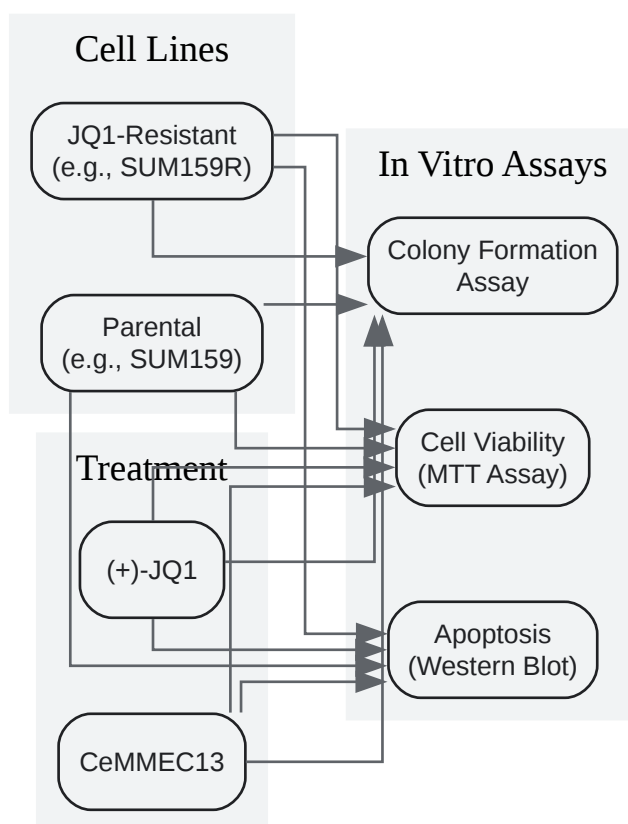 Cell Lines
JQ1-Resistant
(e.g., SUM159R)
Parental
(e.g., SUM159)
Treatment
(+)-JQ1
CeMMEC13
In Vitro Assays
Colony Formation
Assay
Cell Viability
(MTT Assay)
Apoptosis
(Western Blot)